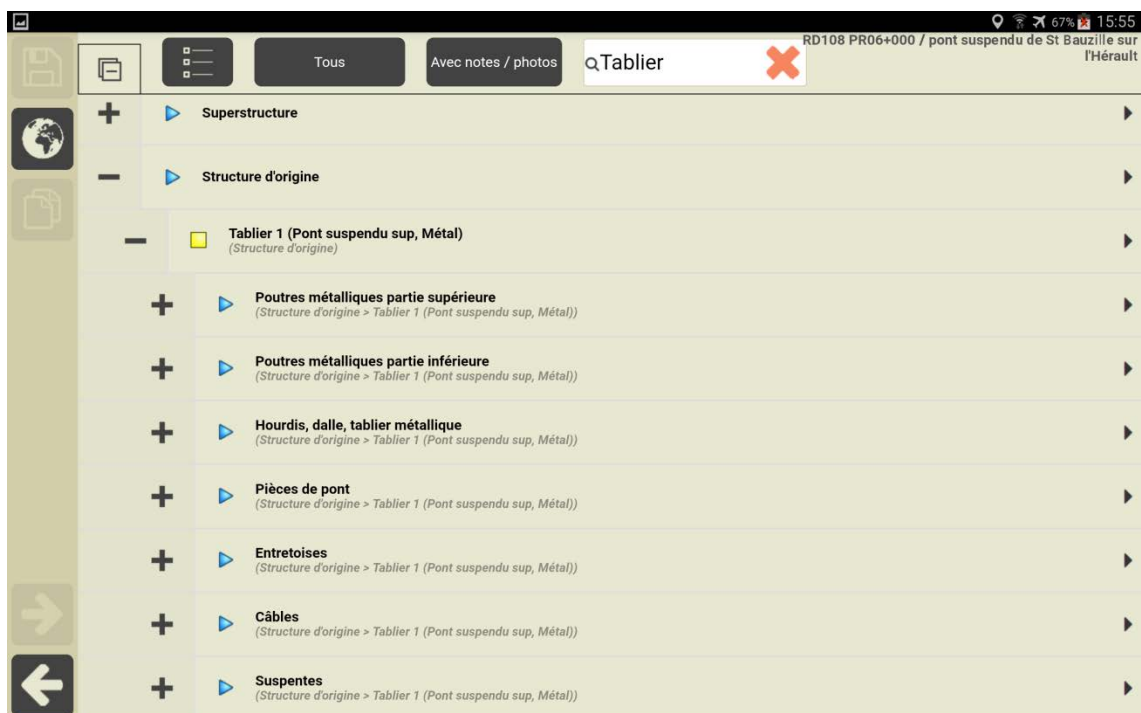 67% 15:55
Tous
Avec notes / photos
Tablier
RD108 PR06+000 / pont suspendu de St Bauzille sur
l'Hérault
Superstructure
Structure d'origine
Tablier 1 (Pont suspendu sup, Métal)
(Structure d'origine)
Poutres métalliques partie supérieure
(Structure d'origine > Tablier 1 (Pont suspendu sup, Métal))
Poutres métalliques partie inférieure
(Structure d'origine > Tablier 1 (Pont suspendu sup, Métal))
Hourdis, dalle, tablier métallique
(Structure d'origine > Tablier 1 (Pont suspendu sup, Métal))
Pièces de pont
(Structure d'origine > Tablier 1 (Pont suspendu sup, Métal))
Entretoises
(Structure d'origine > Tablier 1 (Pont suspendu sup, Métal))
Câbles
(Structure d'origine > Tablier 1 (Pont suspendu sup, Métal))
Suspentes
(Structure d'origine > Tablier 1 (Pont suspendu sup, Métal))